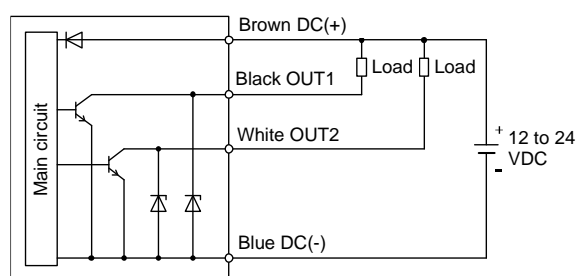 Brown DC(+)
Load
Load
Black OUT1
Main circuit
White OUT2
+ 12 to 24
VDC
-
Blue DC(-)